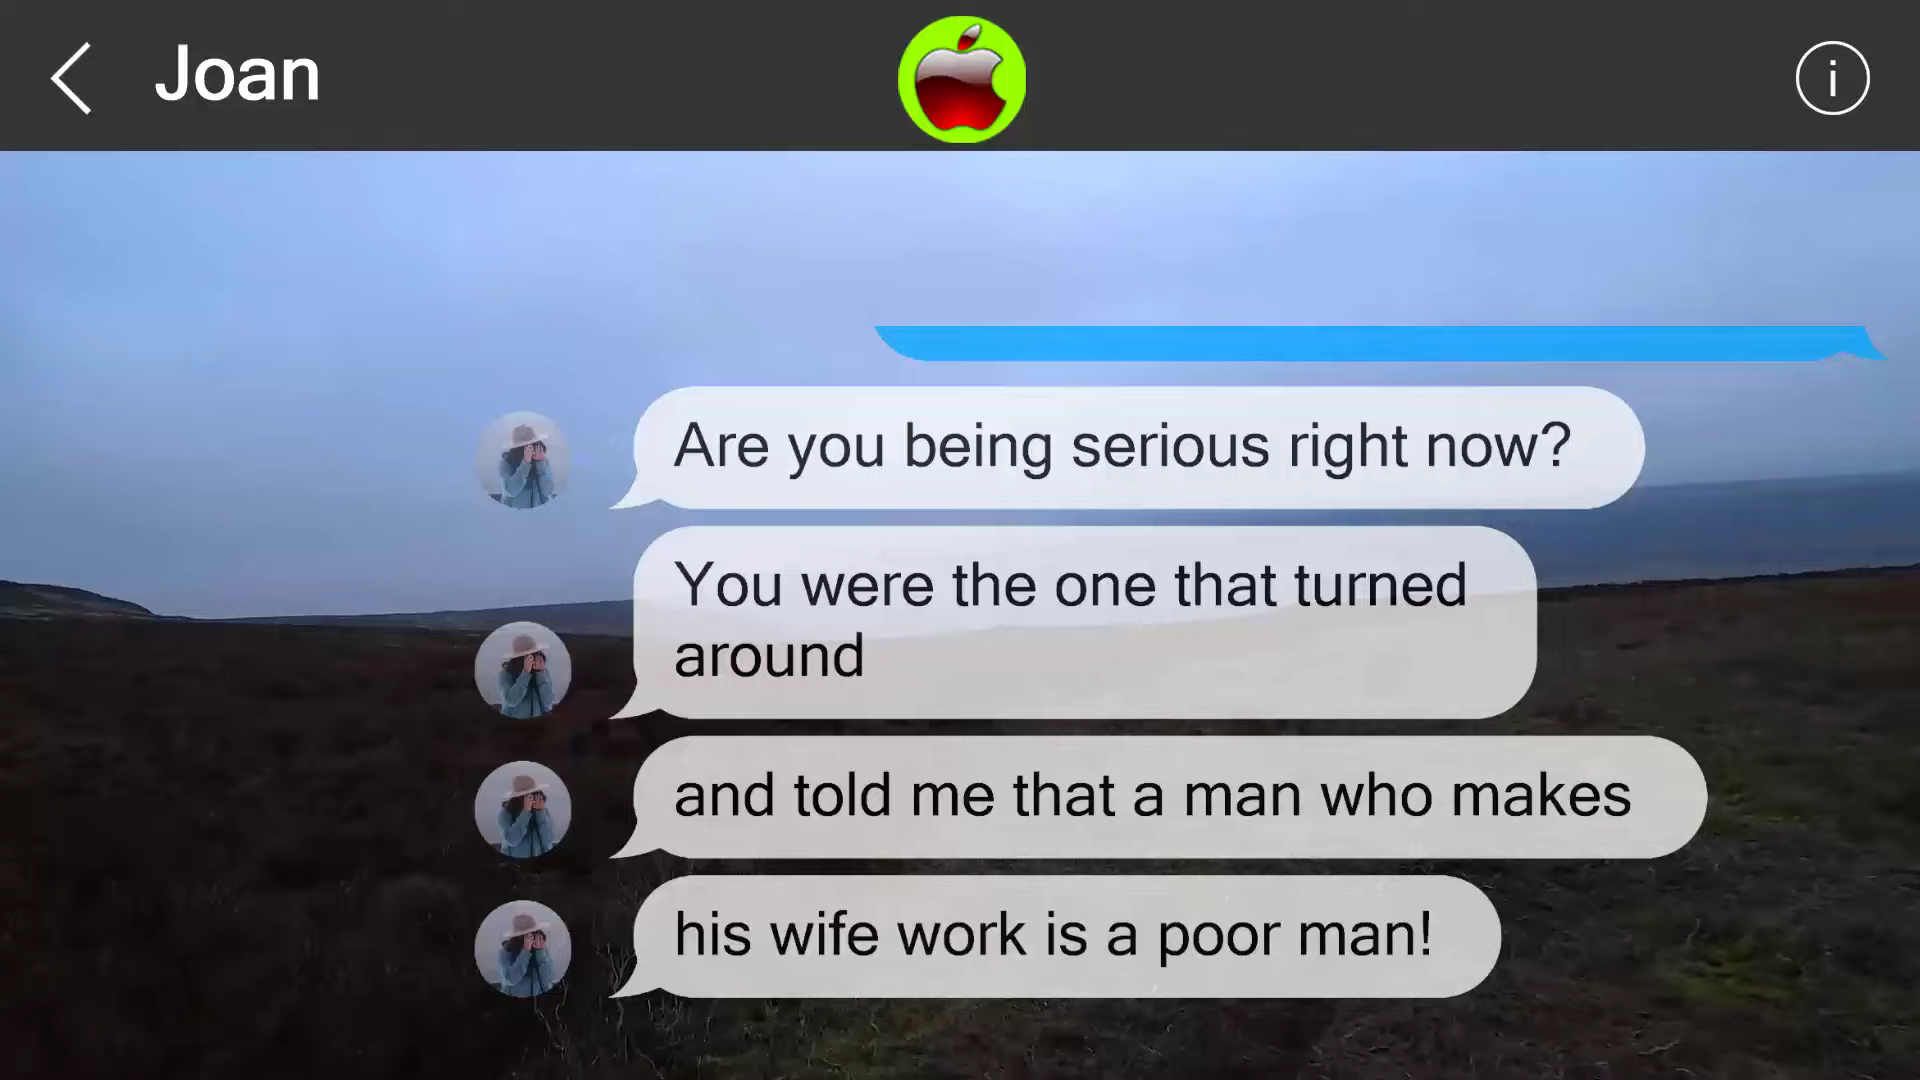 Joan
i
Are you being serious right now?
You were the one that turned
around
and told me that a man who makes
his wife work is a poor man!